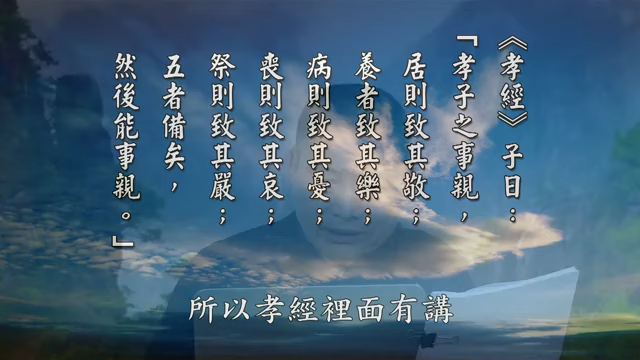 《孝經》子曰：
「孝子之事親，
居則致其敬；
養者致其樂；
病則致其憂；
喪則致其哀；
祭則致其嚴；
五者備矣，
然後能事親。」
所以孝經裡面有講